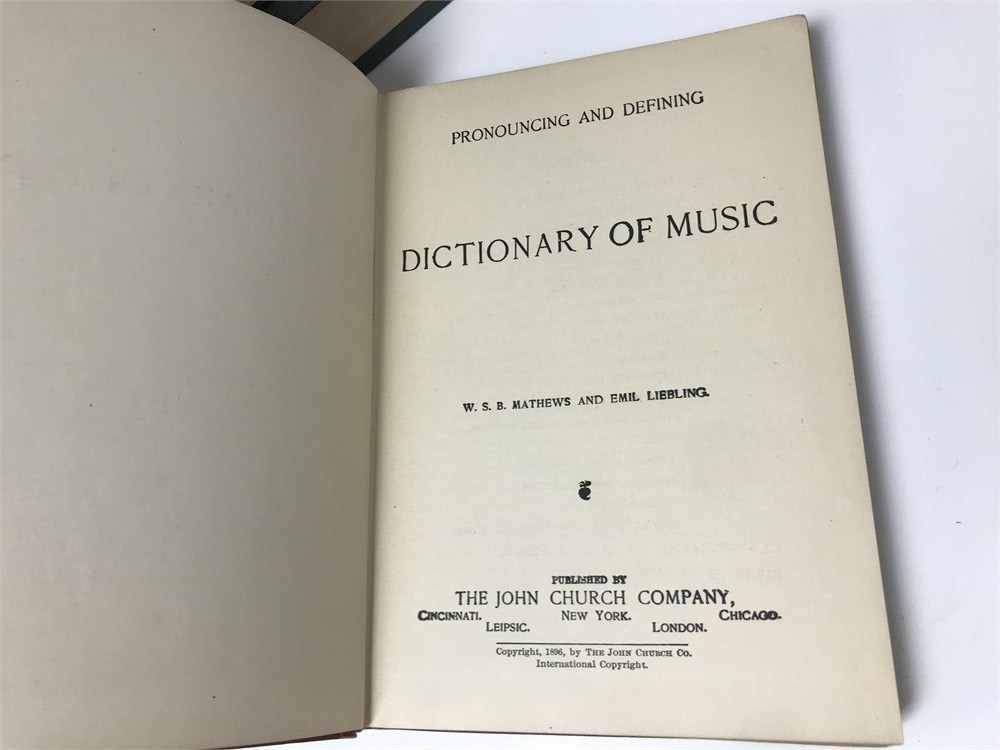 PRONOUNCING AND DEFINING
DICTIONARY OF MUSIC
W. S. B. MATHEWS AND EMIL LIEBLING.
PUBLISHED BY
THE JOHN CHURCH COMPANY,
CINCINNATI. NEW YORK. CHICAGO.
LEIPSIC. LONDON.
Copyright, 1896, by THE JOHN CHURCH CO.
International Copyright.